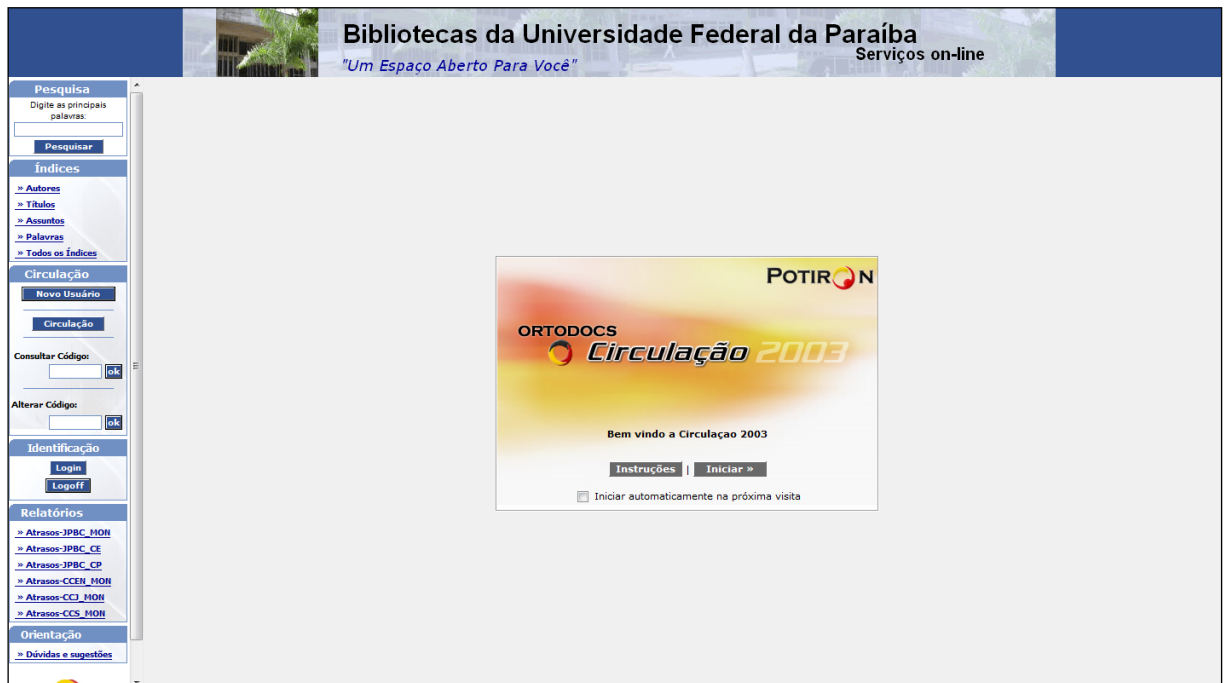 Bibliotecas da Universidade Federal da Paraíba
Serviços on-line
"Um Espaço Aberto Para Você"
Pesquisa
Digite as principais
palavras:
Pesquisar
Índices
» Autores
» Títulos
» Assuntos
» Palavras
» Todos os Índices
Circulação
Novo Usuário
Circulação
Consultar Código:
ok
Alterar Código:
ok
Identificação
Login
Logoff
Relatórios
» Atrasos-JPBC_MON
» Atrasos-JPBC_CE
» Atrasos-JPBC_CP
» Atrasos-CCEN_MON
» Atrasos-CCJ_MON
» Atrasos-CCS_MON
Orientação
» Dúvidas e sugestões
POTIRON
ORTODOCS
Circulação 2003
Bem vindo a Circulaçao 2003
Instruções | Iniciar »
Iniciar automaticamente na próxima visita